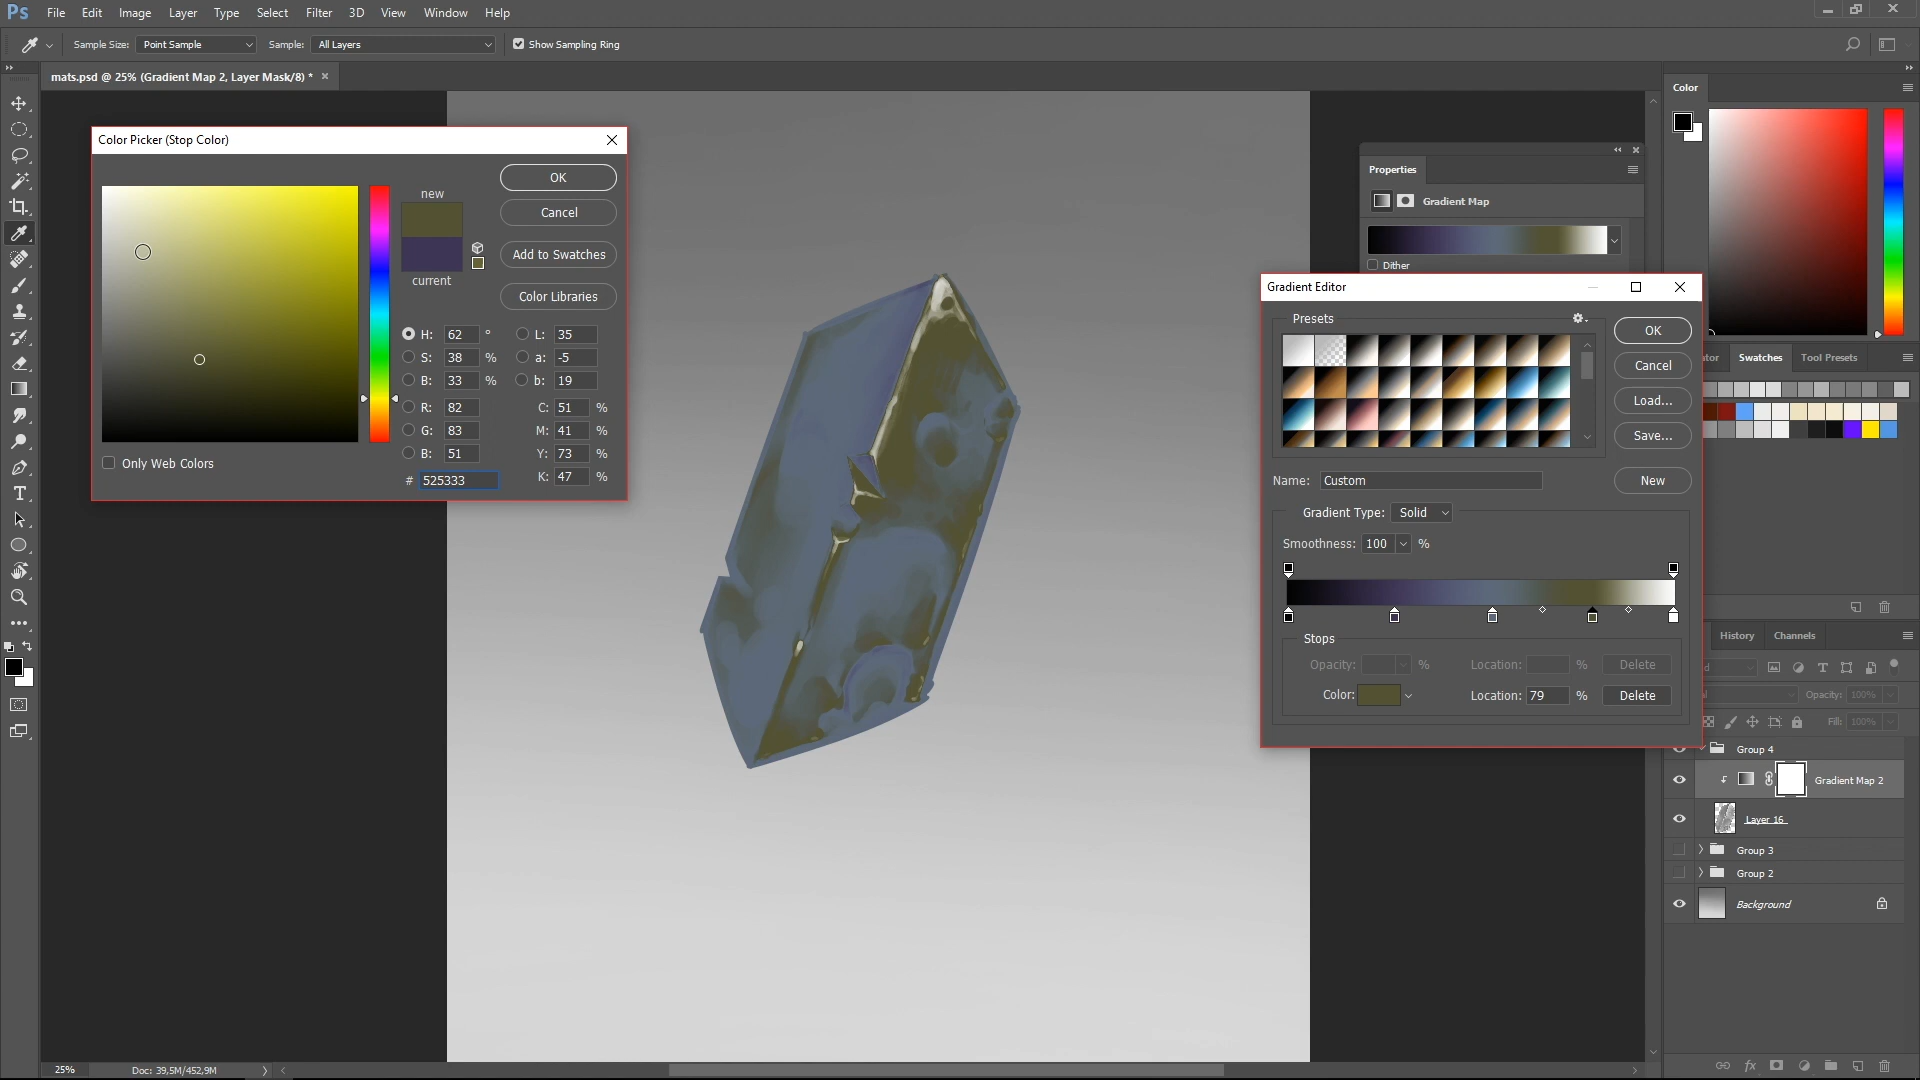 Ps File Edit Image Layer Type Select Filter 3D View Window Help
Sample Size: Point Sample Sample: All Layers Show Sampling Ring
mats.psd @ 25% (Gradient Map 2, Layer Mask/8) *
Color
Color Picker (Stop Color)
new
current
OK
Cancel
Add to Swatches
Color Libraries
H: 62 °
S: 38 %
B: 33 %
R: 82
G: 83
B: 51
L: 35
a: -5
b: 19
C: 51 %
M: 41 %
Y: 73 %
K: 47 %
# 525333
Only Web Colors
Properties
Gradient Map
Dither
Gradient Editor
Presets
OK
Cancel
Load...
Save...
Name: Custom
New
Gradient Type: Solid
Smoothness: 100 %
Stops
Opacity: % Location: % Delete
Color: Location: 79 % Delete
Swatches Tool Presets
History Channels
Opacity: 100%
Fill: 100%
Group 4
Gradient Map 2
Layer 16
Group 3
Group 2
Background
25% Doc: 39,5M/452,9M